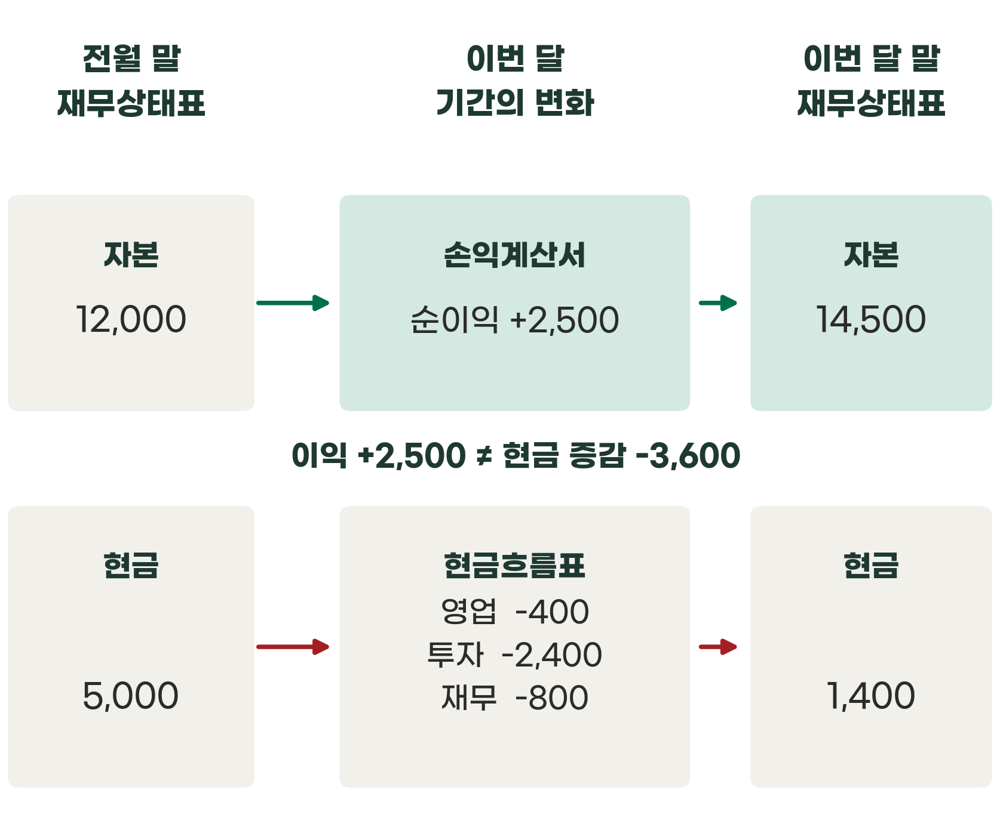 전월 말
재무상태표
이번 달
기간의 변화
이번 달 말
재무상태표
자본
12,000
손익계산서
순이익 +2,500
자본
14,500
이익 +2,500 ≠ 현금 증감 -3,600
현금
5,000
현금흐름표
영업 -400
투자 -2,400
재무 -800
현금
1,400